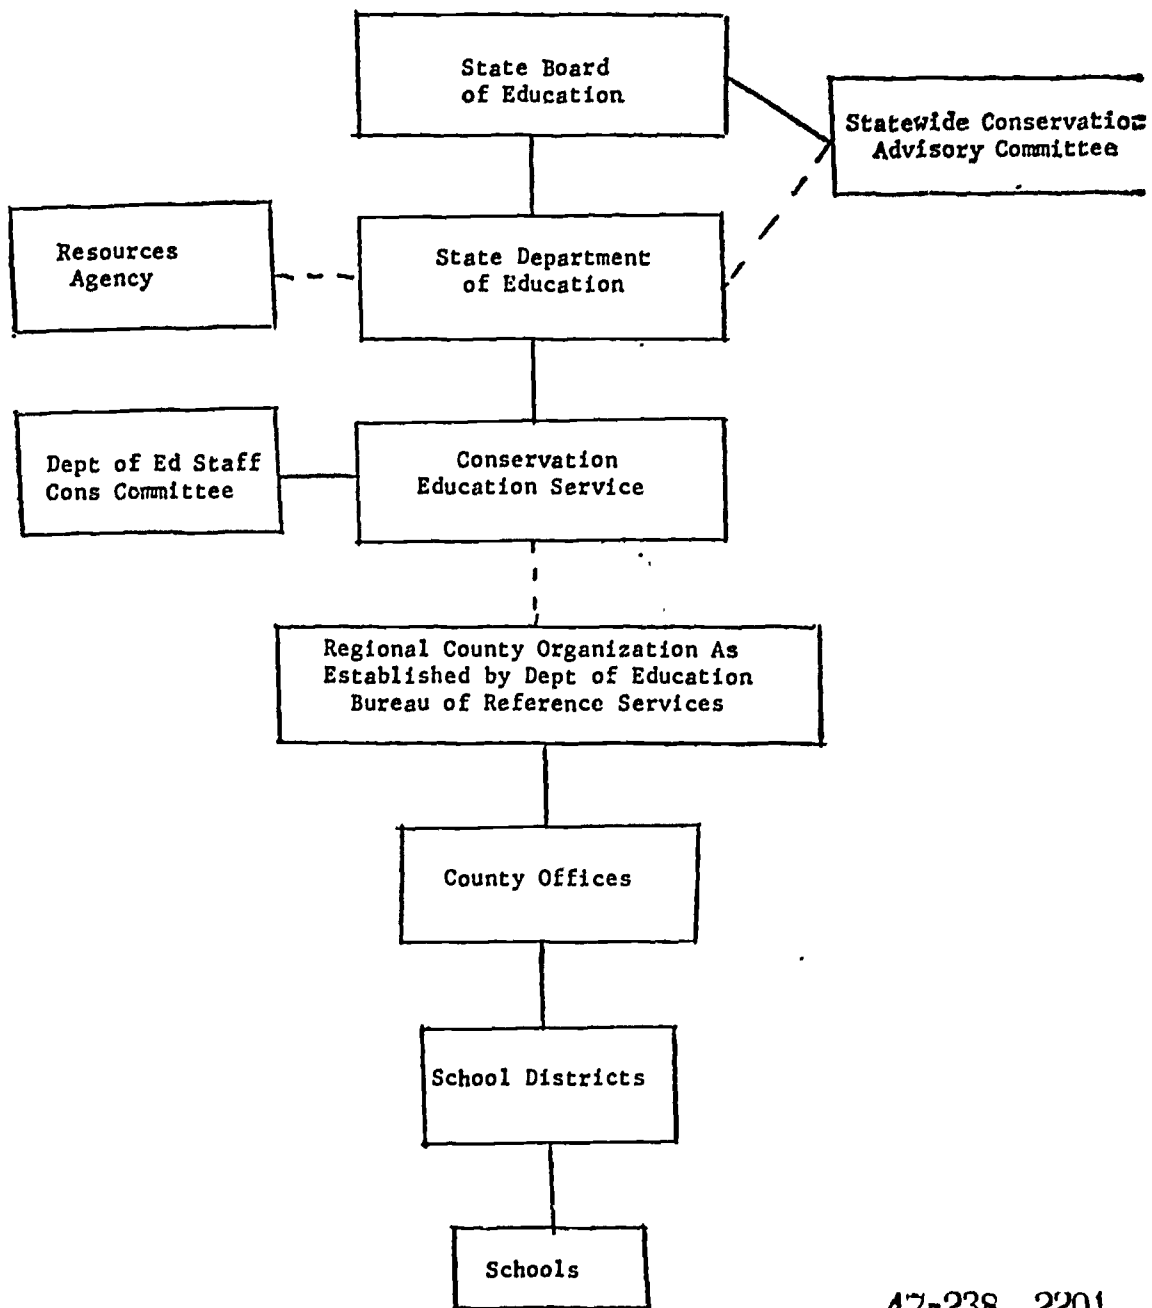 State Board
of Education
Statewide Conservation
Advisory Committee
Resources
Agency
State Department
of Education
Dept of Ed Staff
Cons Committee
Conservation
Education Service
Regional County Organization As
Established by Dept of Education
Bureau of Reference Services
County Offices
School Districts
Schools
47-238 2201